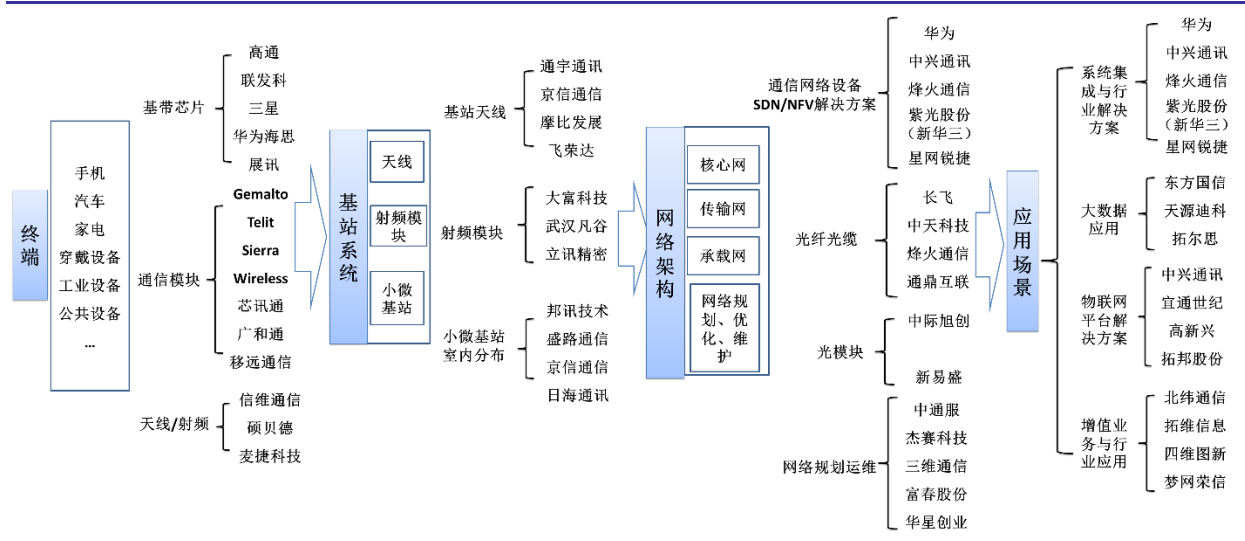 终端
手机
汽车
家电
穿戴设备
工业设备
公共设备
...
基带芯片
高通
联发科
三星
华为海思
展讯
通信模块
Gemalto
Telit
Sierra
Wireless
芯讯通
广和通
移远通信
天线/射频
信维通信
硕贝德
麦捷科技
基站系统
天线
射频模
块
小微
基站
基站天线
通宇通讯
京信通信
摩比发展
飞荣达
射频模块
大富科技
武汉凡谷
立讯精密
小微基站
室内分布
邦讯技术
盛路通信
京信通信
日海通讯
网络架构
核心网
传输网
承载网
网络规
划、优
化、维
护
通信网络设备
SDN/NFV解决方案
华为
中兴通讯
烽火通信
紫光股份
（新华三）
星网锐捷
光纤光缆
长飞
中天科技
烽火通信
通鼎互联
光模块
中际旭创
新易盛
网络规划运维
中通服
杰赛科技
三维通信
富春股份
华星创业
应用场景
系统集
成与行
业解决
方案
华为
中兴通讯
烽火通信
紫光股份
（新华三）
星网锐捷
大数据
应用
东方国信
天源迪科
拓尔思
物联网
平台解
决方案
中兴通讯
宜通世纪
高新兴
拓邦股份
增值业
务与行
业应用
北纬通信
拓维信息
四维图新
梦网荣信